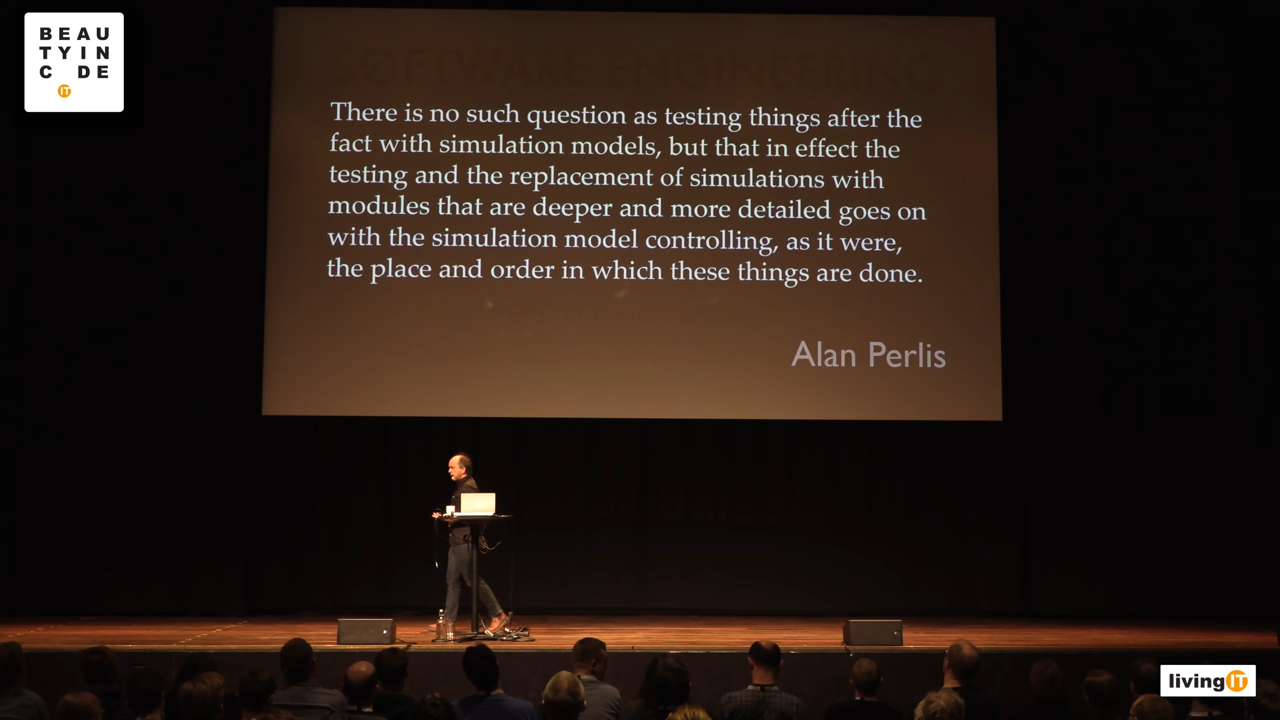 BEAU
TYIN
C DE
IT
SOFTWARE ENGINEERING
There is no such question as testing things after the
fact with simulation models, but that in effect the
testing and the replacement of simulations with
modules that are deeper and more detailed goes on
with the simulation model controlling, as it were,
the place and order in which these things are done.
Alan Perlis
livingIT